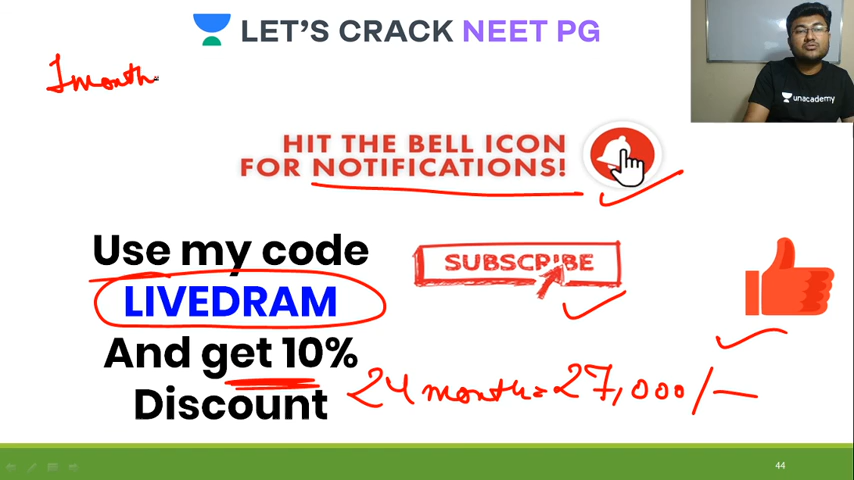 LET'S CRACK NEET PG
unacademy
1 month
HIT THE BELL ICON
FOR NOTIFICATIONS!
Use my code
LIVEDRAM
And get 10%
Discount
SUBSCRIBE
24 month = 27,000/-
44